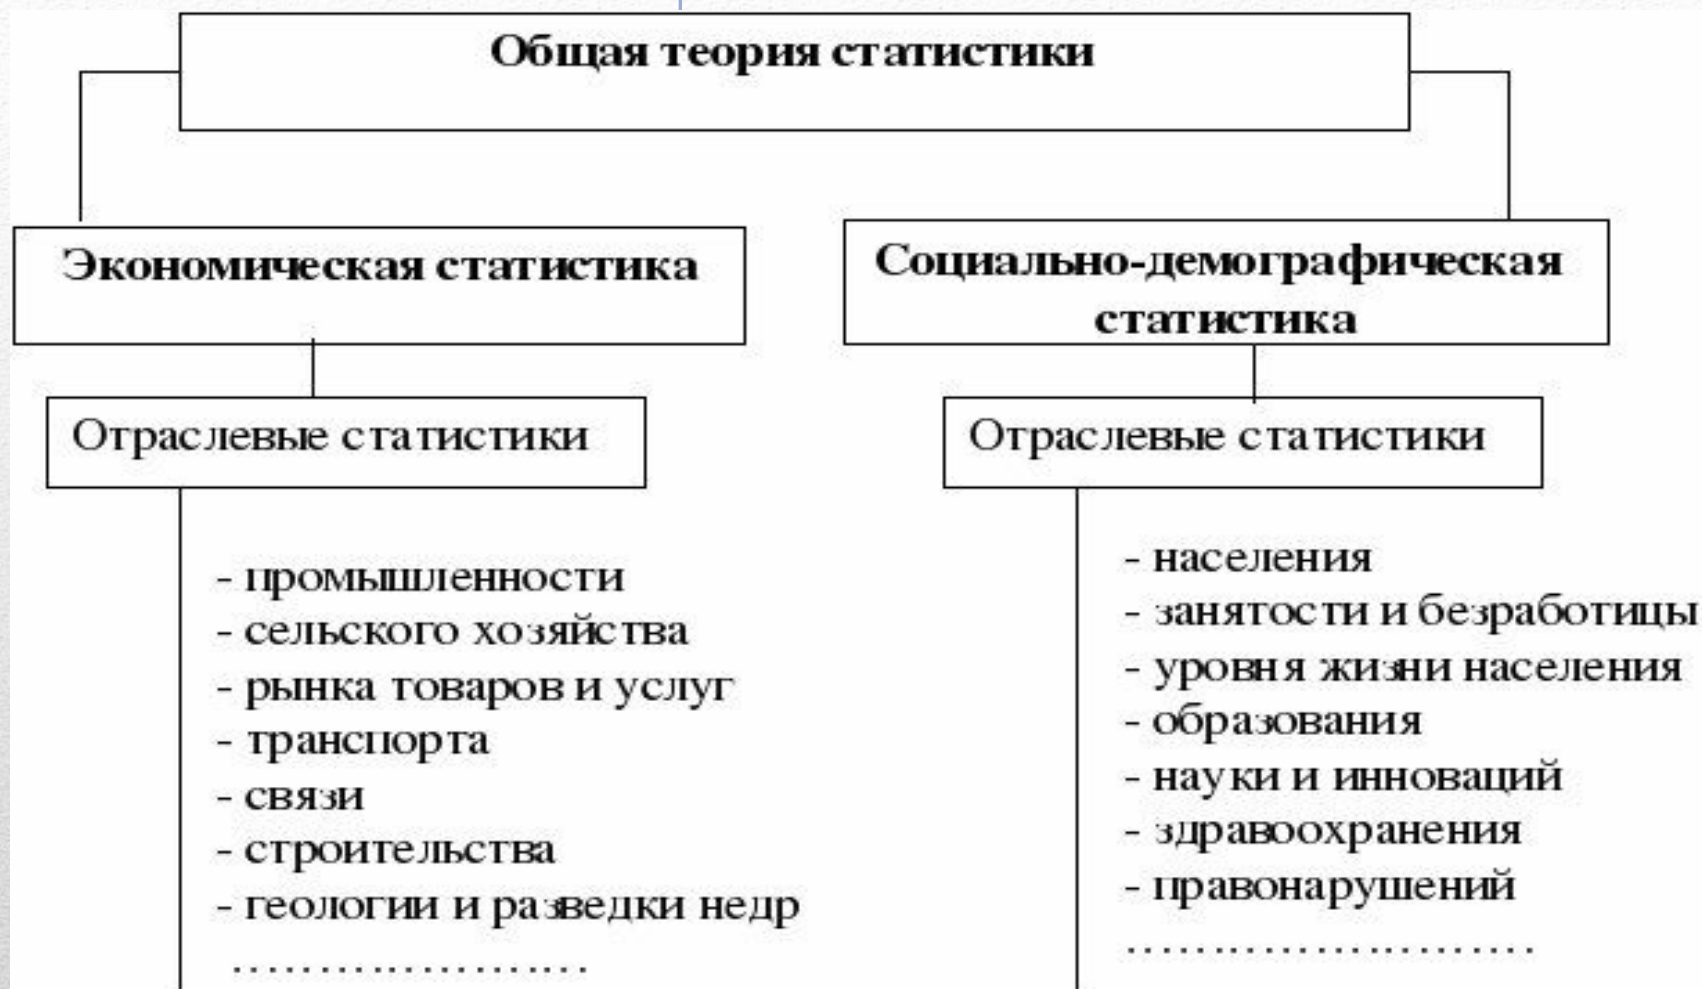 Общая теория статистики
Экономическая статистика
Социально-демографическая
статистика
Отраслевые статистики
- промышленности
- сельского хозяйства
- рынка товаров и услуг
- транспорта
- связи
- строительства
- геологии и разведки недр
.....................
Отраслевые статистики
- населения
- занятости и безработицы
- уровня жизни населения
- образования
- науки и инноваций
- здравоохранения
- правонарушений
........................